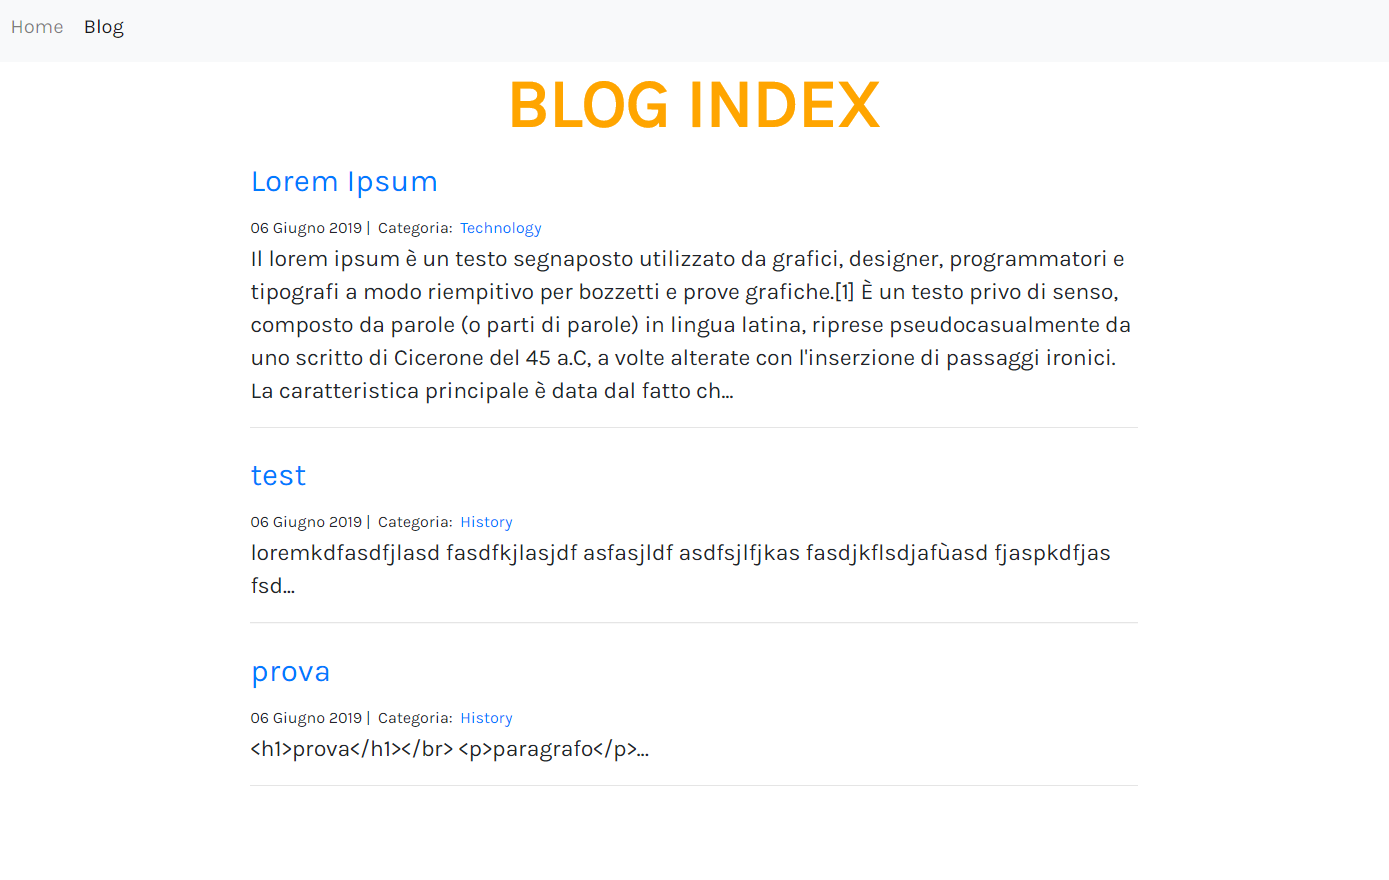 Home Blog
BLOG INDEX
Lorem Ipsum
06 Giugno 2019 | Categoria: Technology
Il lorem ipsum è un testo segnaposto utilizzato da grafici, designer, programmatori e
tipografi a modo riempitivo per bozzetti e prove grafiche.[1] È un testo privo di senso,
composto da parole (o parti di parole) in lingua latina, riprese pseudocasualmente da
uno scritto di Cicerone del 45 a.C, a volte alterate con l'inserzione di passaggi ironici.
La caratteristica principale è data dal fatto ch...
test
06 Giugno 2019 | Categoria: History
loremkdfasdfjlasd fasdfkjlasjdf asfasjldf asdfsjlfjkas fasdjkflsdjafùasd fjaspkdfjas
fsd...
prova
06 Giugno 2019 | Categoria: History
<h1>prova</h1></br> <p>paragrafo</p>...